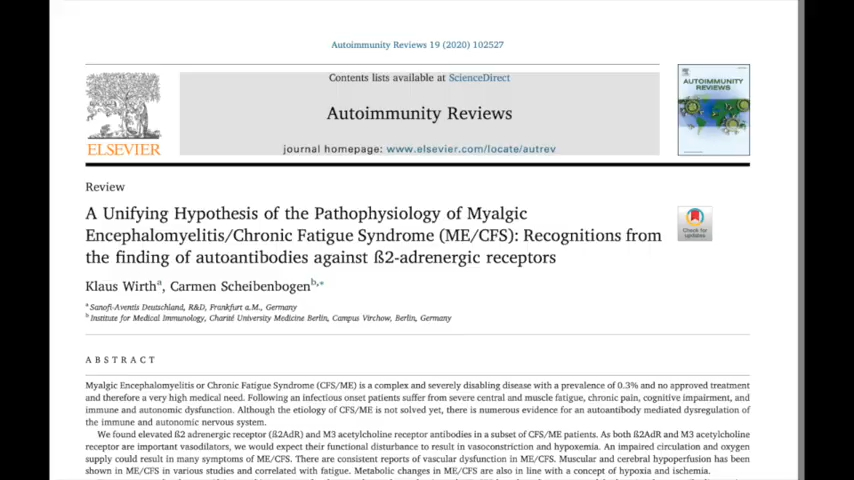 Autoimmunity Reviews 19 (2020) 102527
Contents lists available at ScienceDirect
Autoimmunity Reviews
journal homepage: www.elsevier.com/locate/autrev
ELSEVIER
AUTOIMMUNITY
REVIEWS
Review
A Unifying Hypothesis of the Pathophysiology of Myalgic
Encephalomyelitis/Chronic Fatigue Syndrome (ME/CFS): Recognitions from
the finding of autoantibodies against ß2-adrenergic receptors
Check for
updates
Klaus Wirthᵃ, Carmen Scheibenbogenᵇ,*
ᵃ Sanofi-Aventis Deutschland, R&D, Frankfurt a.M., Germany
ᵇ Institute for Medical Immunology, Charité University Medicine Berlin, Campus Virchow, Berlin, Germany
ABSTRACT
Myalgic Encephalomyelitis or Chronic Fatigue Syndrome (CFS/ME) is a complex and severely disabling disease with a prevalence of 0.3% and no approved treatment
and therefore a very high medical need. Following an infectious onset patients suffer from severe central and muscle fatigue, chronic pain, cognitive impairment, and
immune and autonomic dysfunction. Although the etiology of CFS/ME is not solved yet, there is numerous evidence for an autoantibody mediated dysregulation of
the immune and autonomic nervous system.
We found elevated ß2 adrenergic receptor (ß2AdR) and M3 acetylcholine receptor antibodies in a subset of CFS/ME patients. As both ß2AdR and M3 acetylcholine
receptor are important vasodilators, we would expect their functional disturbance to result in vasoconstriction and hypoxemia. An impaired circulation and oxygen
supply could result in many symptoms of ME/CFS. There are consistent reports of vascular dysfunction in ME/CFS. Muscular and cerebral hypoperfusion has been
shown in ME/CFS in various studies and correlated with fatigue. Metabolic changes in ME/CFS are also in line with a concept of hypoxia and ischemia.